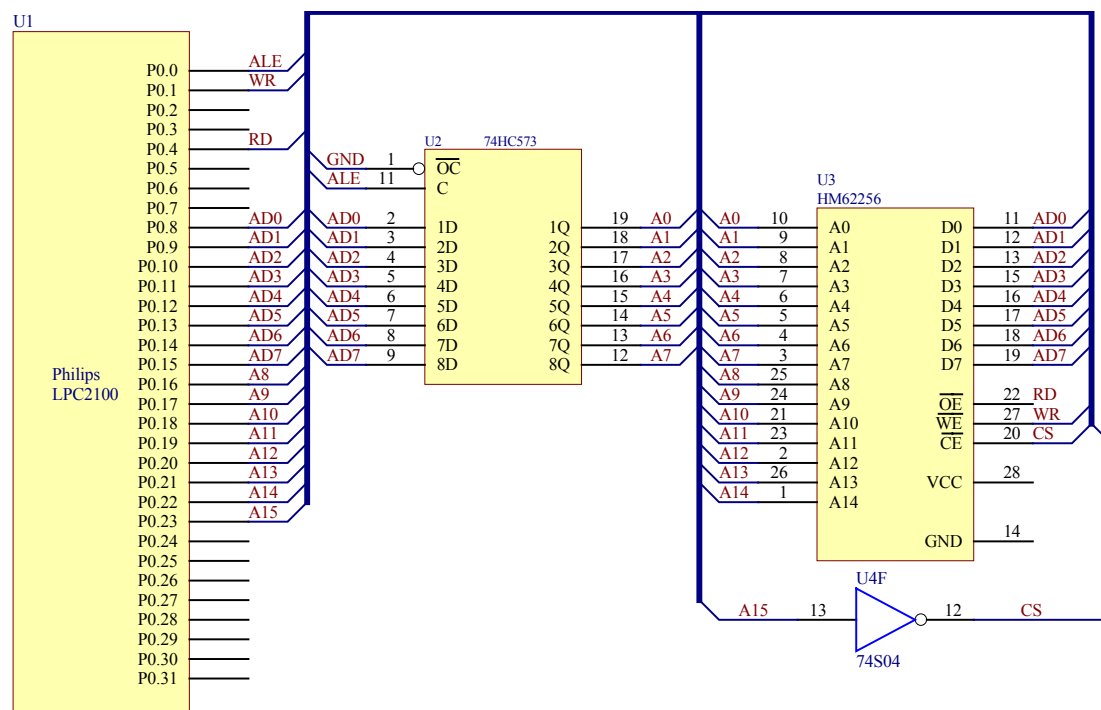 U1
P0.0 ALE
P0.1 WR
P0.2
P0.3
P0.4 RD
P0.5
P0.6
P0.7
P0.8 AD0
P0.9 AD1
P0.10 AD2
P0.11 AD3
P0.12 AD4
P0.13 AD5
P0.14 AD6
P0.15 AD7
P0.16 A8
P0.17 A9
P0.18 A10
P0.19 A11
P0.20 A12
P0.21 A13
P0.22 A14
P0.23 A15
P0.24
P0.25
P0.26
P0.27
P0.28
P0.29
P0.30
P0.31
Philips
LPC2100
U2 74HC573
GND 1 OC
ALE 11 C
AD0 2 1D 1Q 19 A0
AD1 3 2D 2Q 18 A1
AD2 4 3D 3Q 17 A2
AD3 5 4D 4Q 16 A3
AD4 6 5D 5Q 15 A4
AD5 7 6D 6Q 14 A5
AD6 8 7D 7Q 13 A6
AD7 9 8D 8Q 12 A7
U3
HM62256
A0 10 A0 D0 11 AD0
A1 9 A1 D1 12 AD1
A2 8 A2 D2 13 AD2
A3 7 A3 D3 15 AD3
A4 6 A4 D4 16 AD4
A5 5 A5 D5 17 AD5
A6 4 A6 D6 18 AD6
A7 3 A7 D7 19 AD7
A8 25 A8
A9 24 A9 OE 22 RD
A10 21 A10 WE 27 WR
A11 23 A11 CE 20 CS
A12 2 A12
A13 26 A13 VCC 28
A14 1 A14
GND 14
U4F
A15 13 12 CS
74S04